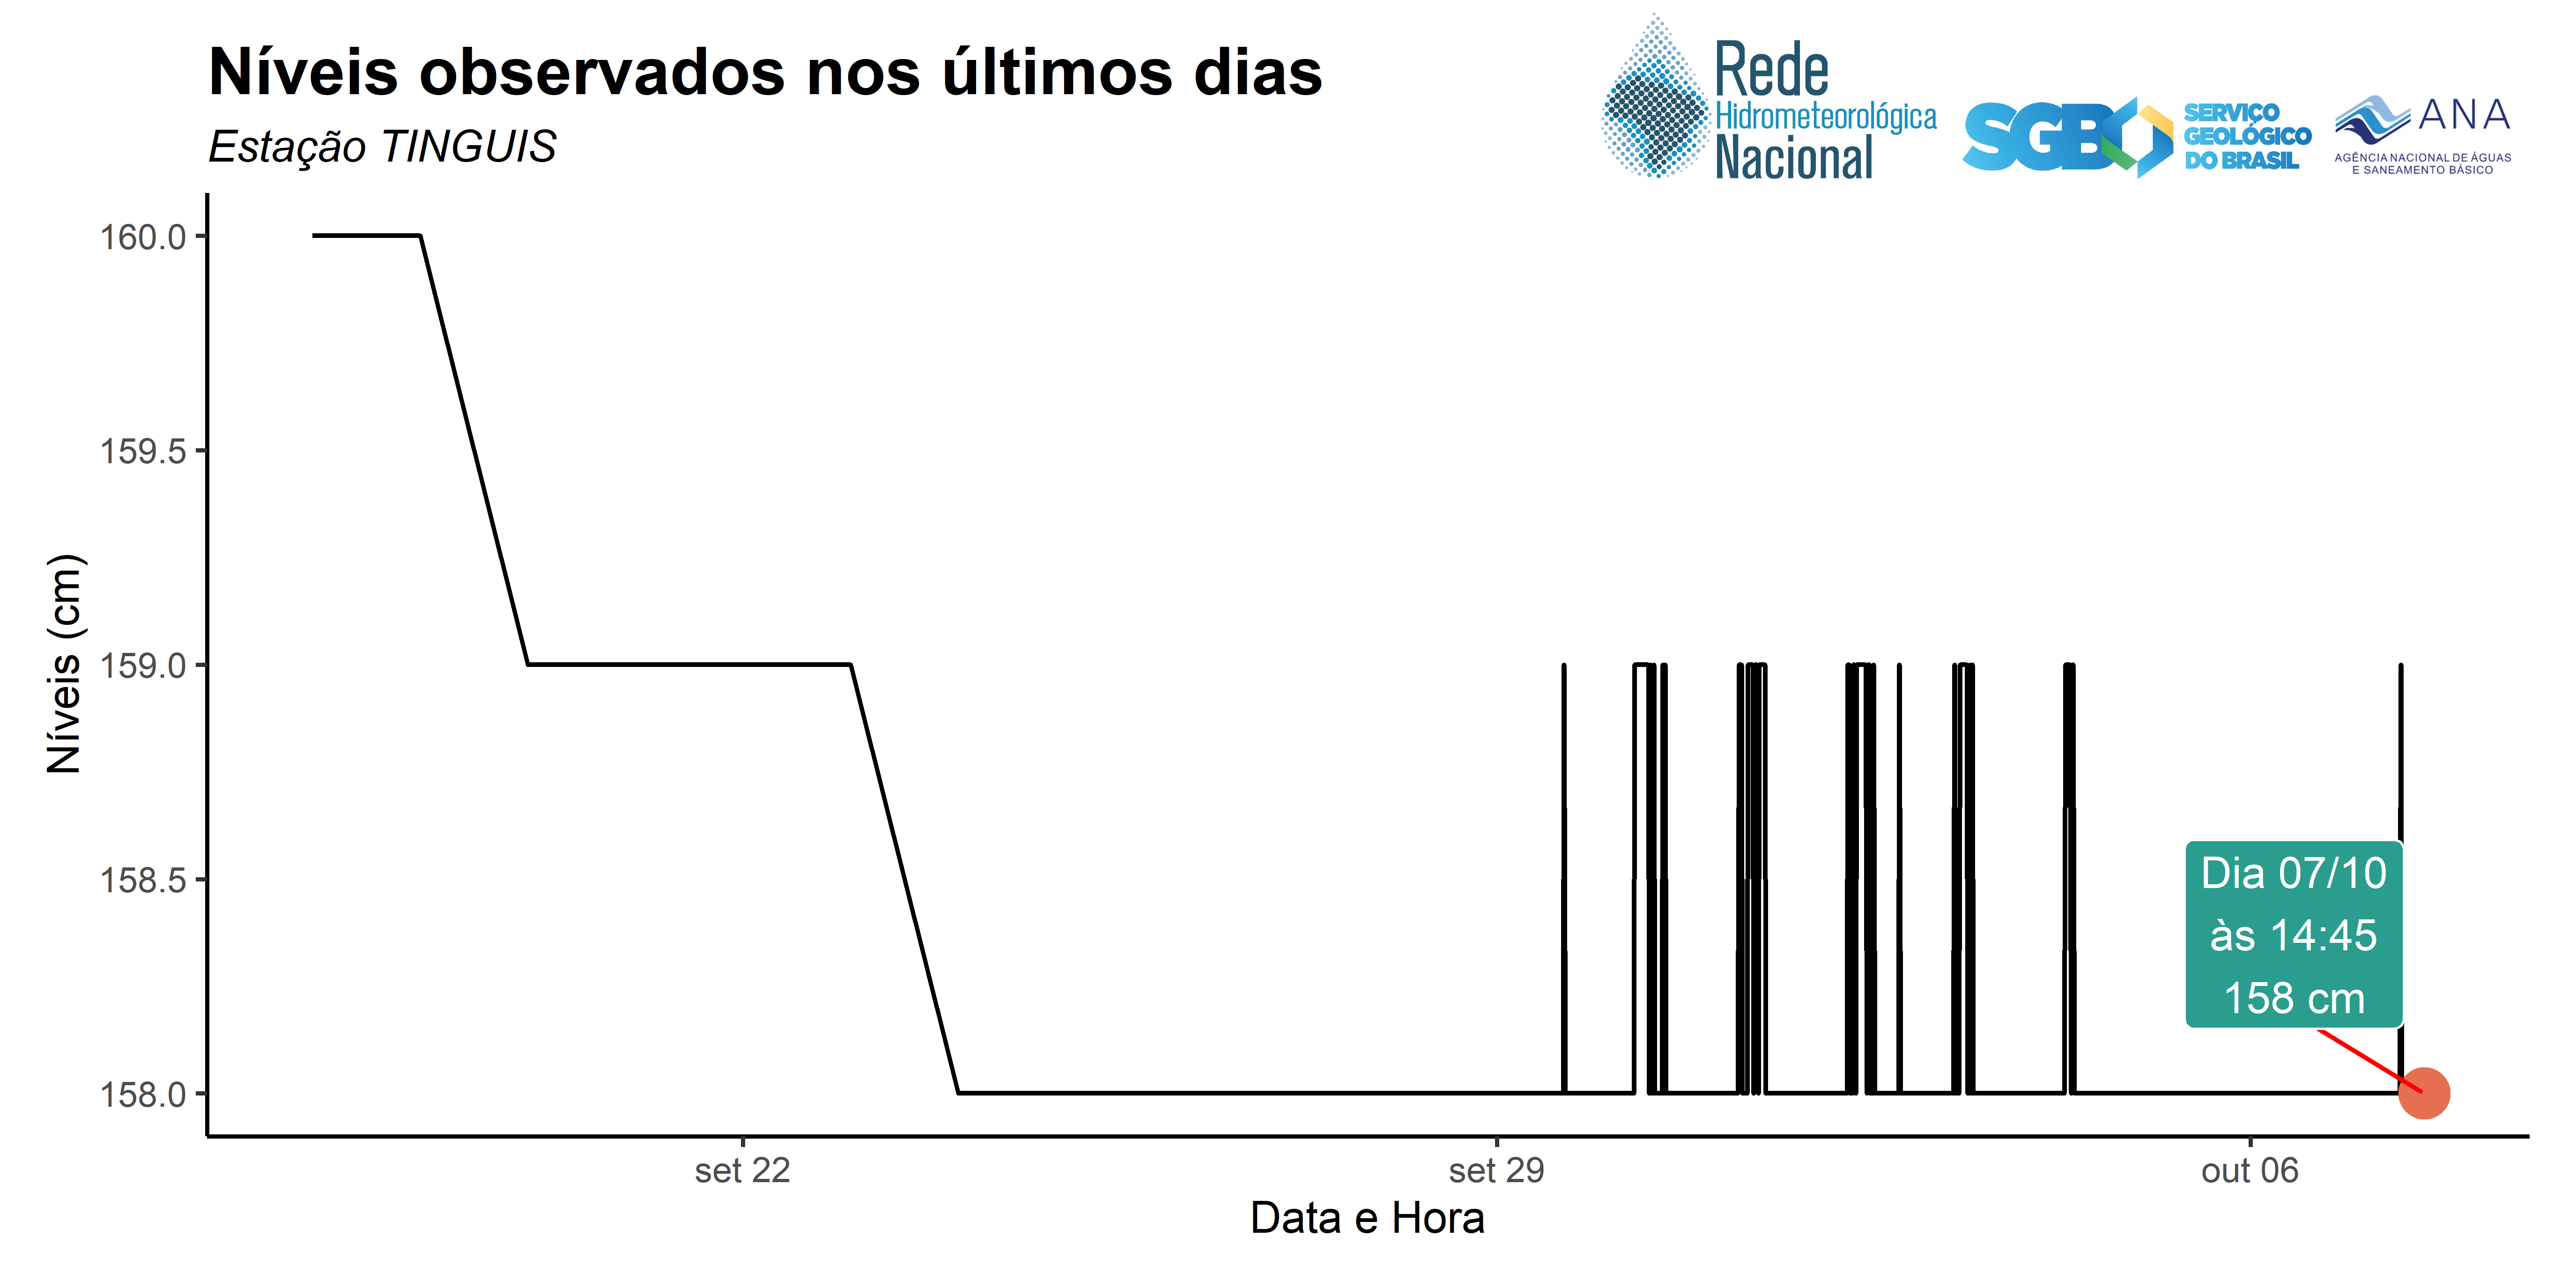 Níveis observados nos últimos dias
Estação TINGUIS
Rede
Hidrometeorológica
Nacional
SGB
SERVIÇO
GEOLÓGICO
DO BRASIL
ANA
AGÊNCIA NACIONAL DE ÁGUAS
E SANEAMENTO BÁSICO
Níveis (cm)
160.0
159.5
159.0
158.5
158.0
Dia 07/10
às 14:45
158 cm
set 22
set 29
out 06
Data e Hora